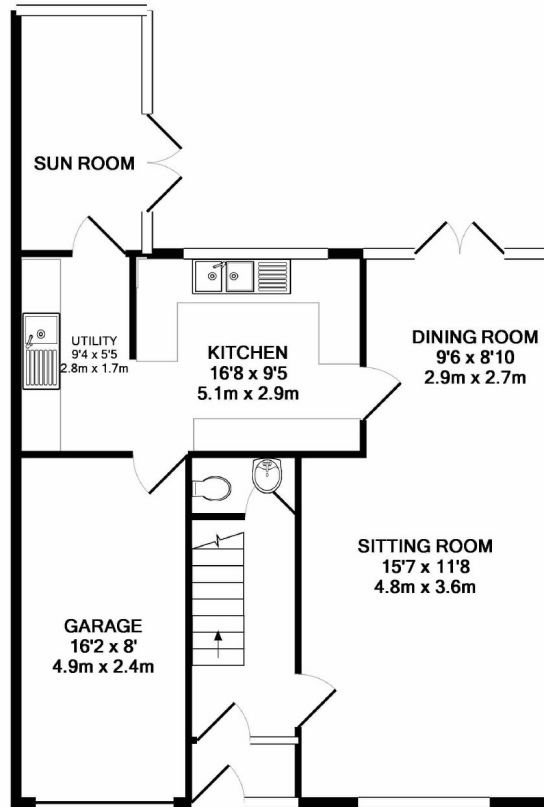 SUN ROOM
UTILITY
9'4 x 5'5
2.8m x 1.7m
KITCHEN
16'8 x 9'5
5.1m x 2.9m
DINING ROOM
9'6 x 8'10
2.9m x 2.7m
SITTING ROOM
15'7 x 11'8
4.8m x 3.6m
GARAGE
16'2 x 8'
4.9m x 2.4m